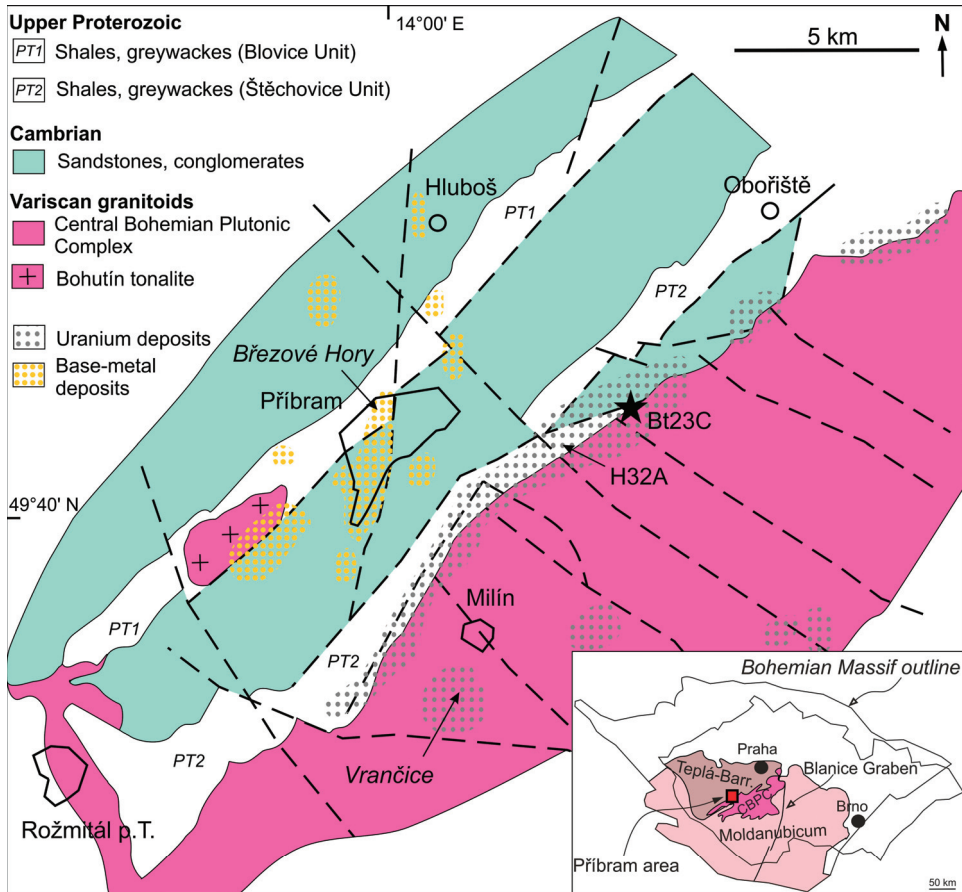 Upper Proterozoic
PT1 Shales, greywackes (Blovice Unit)
PT2 Shales, greywackes (Štěchovice Unit)
Cambrian
Sandstones, conglomerates
Variscan granitoids
Central Bohemian Plutonic
Complex
Bohutín tonalite
Uranium deposits
Base-metal
deposits
14°00' E
5 km
N
Hluboš
PT1
Obořiště
PT2
Březové Hory
Příbram
Bt23C
H32A
49°40' N
Milín
PT1
PT2
PT2
Vrančice
Rožmitál p.T.
Bohemian Massif outline
Praha
Teplá-Barr.
Blanice Graben
CBPC
Brno
Moldanubicum
Příbram area
50 km